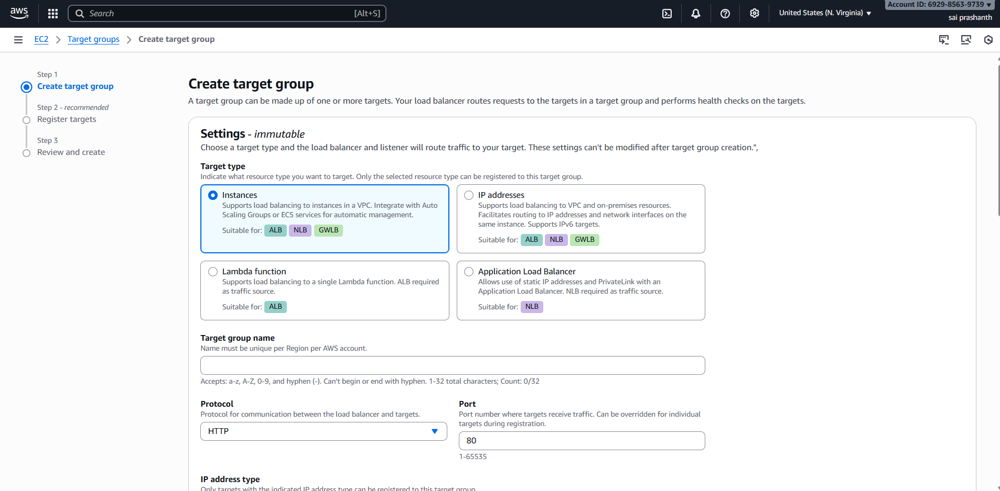 aws
Search [Alt+S]
United States (N. Virginia)
Account ID: 6929-8563-9739
sai prashanth
EC2 > Target groups > Create target group
Step 1
Create target group
Step 2 - recommended
Register targets
Step 3
Review and create
Create target group
A target group can be made up of one or more targets. Your load balancer routes requests to the targets in a target group and performs health checks on the targets.
Settings - immutable
Choose a target type and the load balancer and listener will route traffic to your target. These settings can't be modified after target group creation.",
Target type
Indicate what resource type you want to target. Only the selected resource type can be registered to this target group.
Instances
Supports load balancing to instances in a VPC. Integrate with Auto
Scaling Groups or ECS services for automatic management.
Suitable for: ALB NLB GWLB
IP addresses
Supports load balancing to VPC and on-premises resources.
Facilitates routing to IP addresses and network interfaces on the
same instance. Supports IPv6 targets.
Suitable for: ALB NLB GWLB
Lambda function
Supports load balancing to a single Lambda function. ALB required
as traffic source.
Suitable for: ALB
Application Load Balancer
Allows use of static IP addresses and PrivateLink with an
Application Load Balancer. NLB required as traffic source.
Suitable for: NLB
Target group name
Name must be unique per Region per AWS account.
Accepts: a-z, A-Z, 0-9, and hyphen (-). Can't begin or end with hyphen. 1-32 total characters; Count: 0/32
Protocol
Protocol for communication between the load balancer and targets.
HTTP
Port
Port number where targets receive traffic. Can be overridden for individual
targets during registration.
80
1-65535
IP address type
Only targets with the indicated IP address type can be registered to this target group.